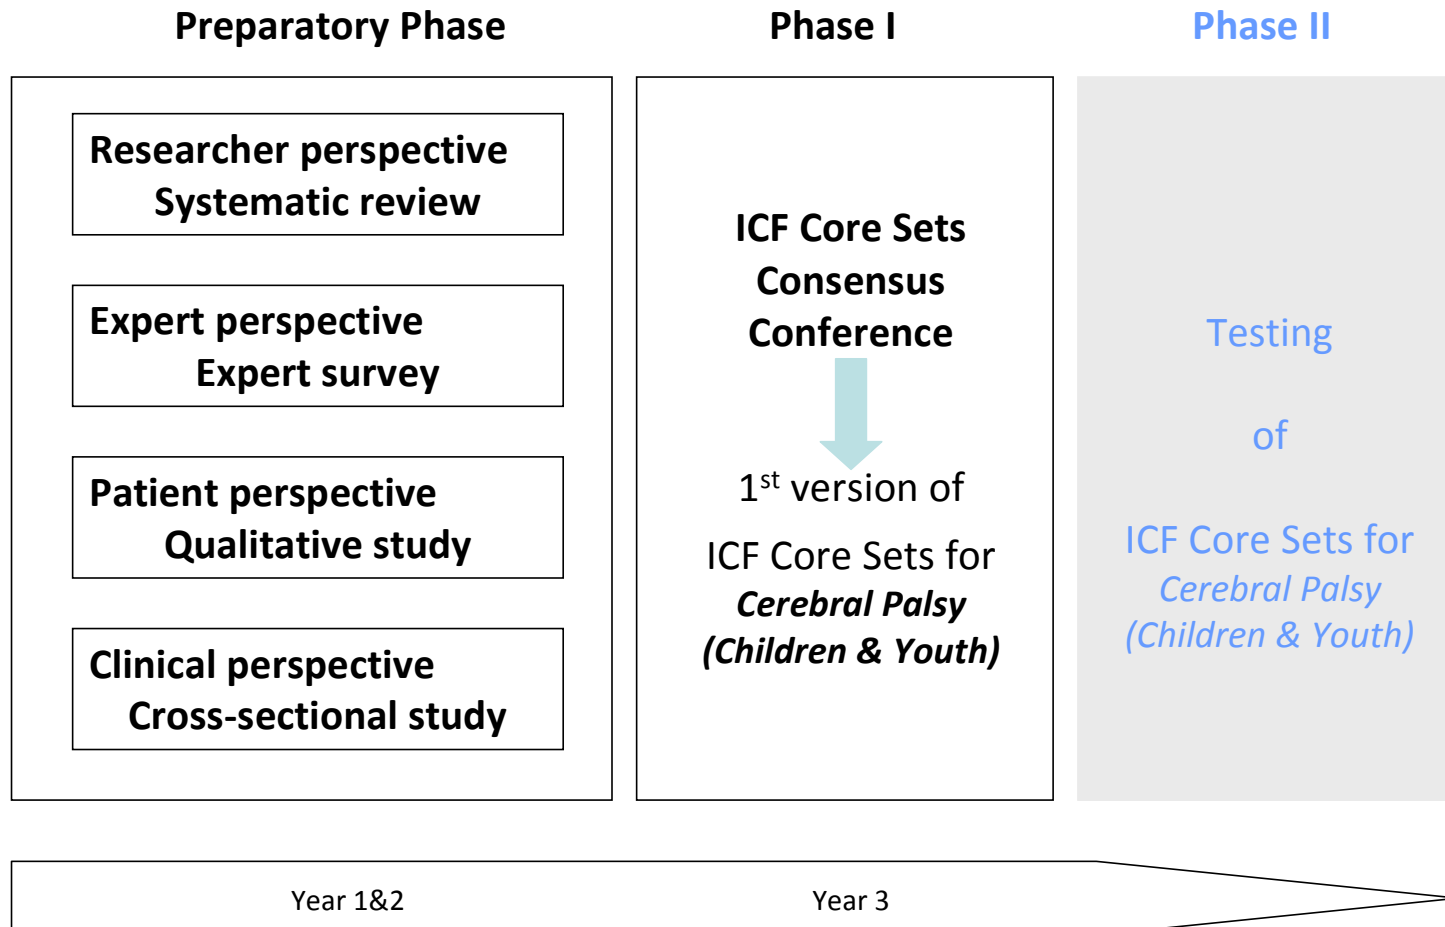 Preparatory Phase
Researcher perspective
Systematic review
Expert perspective
Expert survey
Patient perspective
Qualitative study
Clinical perspective
Cross-sectional study
Phase I
ICF Core Sets
Consensus
Conference
1st version of
ICF Core Sets for
Cerebral Palsy
(Children & Youth)
Phase II
Testing
of
ICF Core Sets for
Cerebral Palsy
(Children & Youth)
Year 1&2
Year 3